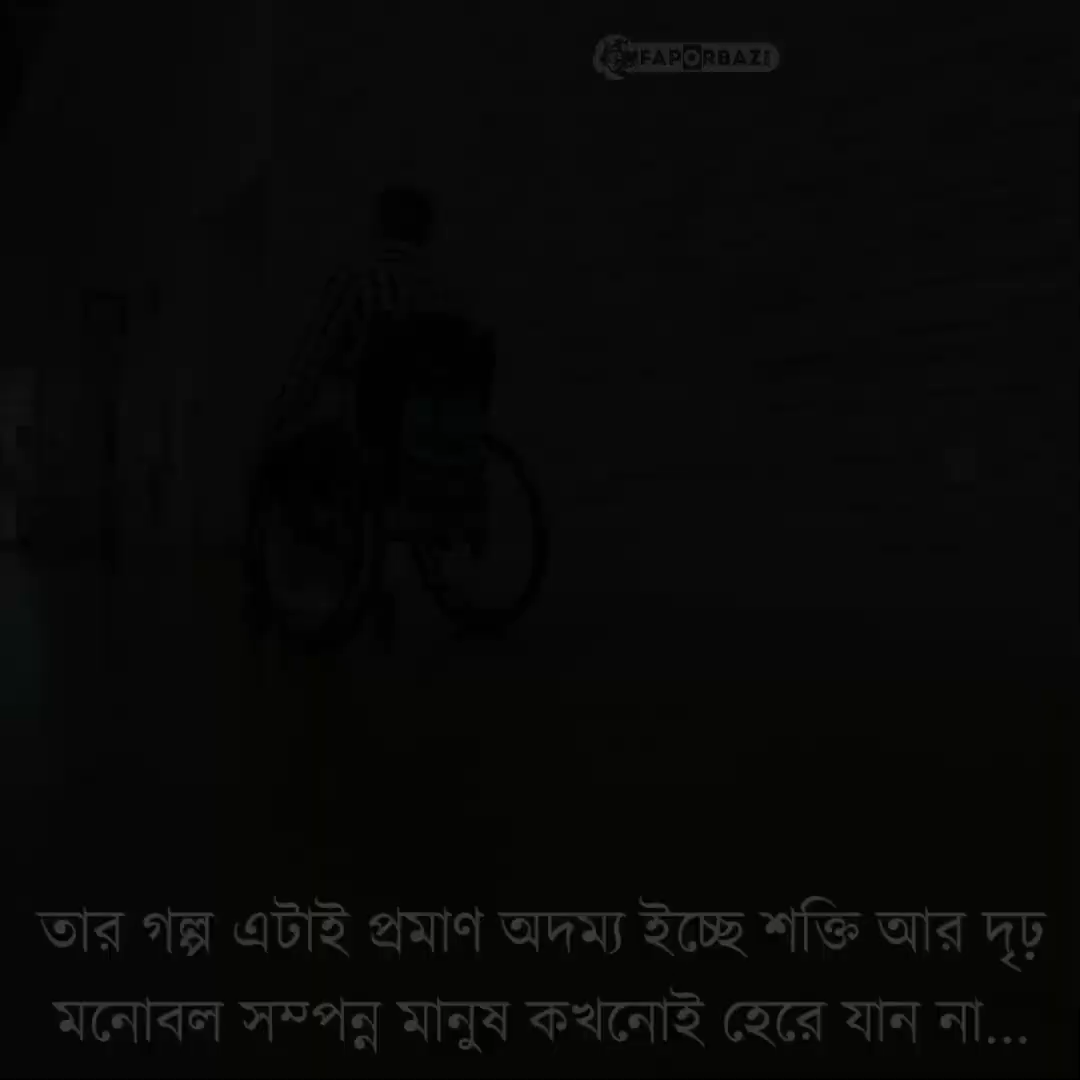 FAPORBAZI
তার গল্প এটাই প্রমাণ অদম্য ইচ্ছে শক্তি আর দৃঢ়
মনোবল সম্পন্ন মানুষ কখনোই হেরে যান না...